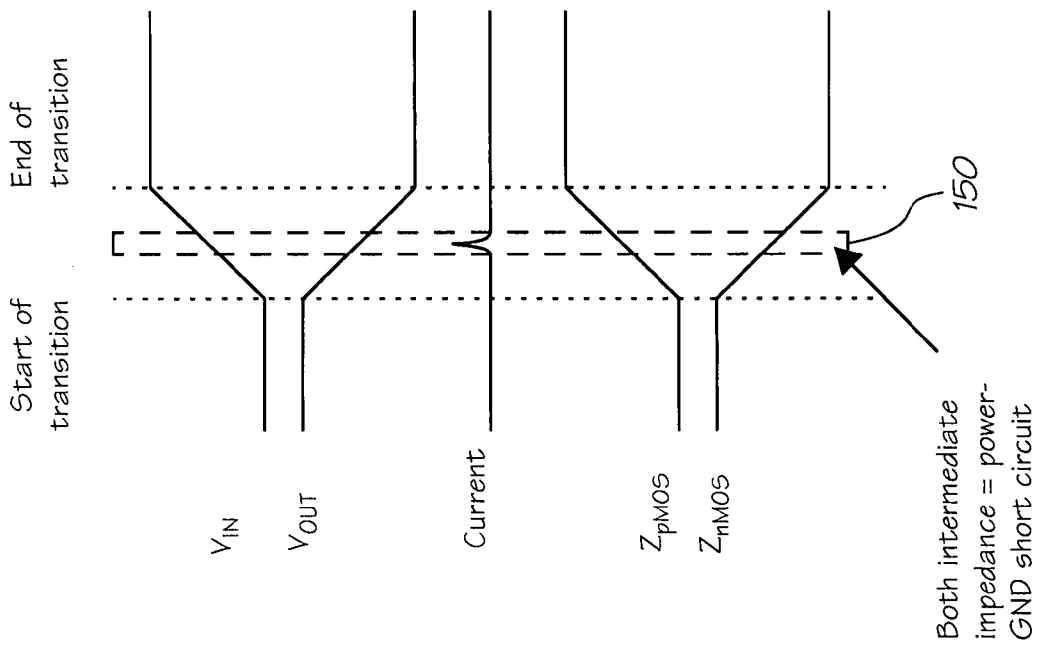 Start of
transition
End of
transition
V_IN
V_OUT
Current
Z_pMOS
Z_nMOS
150
Both intermediate
impedance = power-
GND short circuit